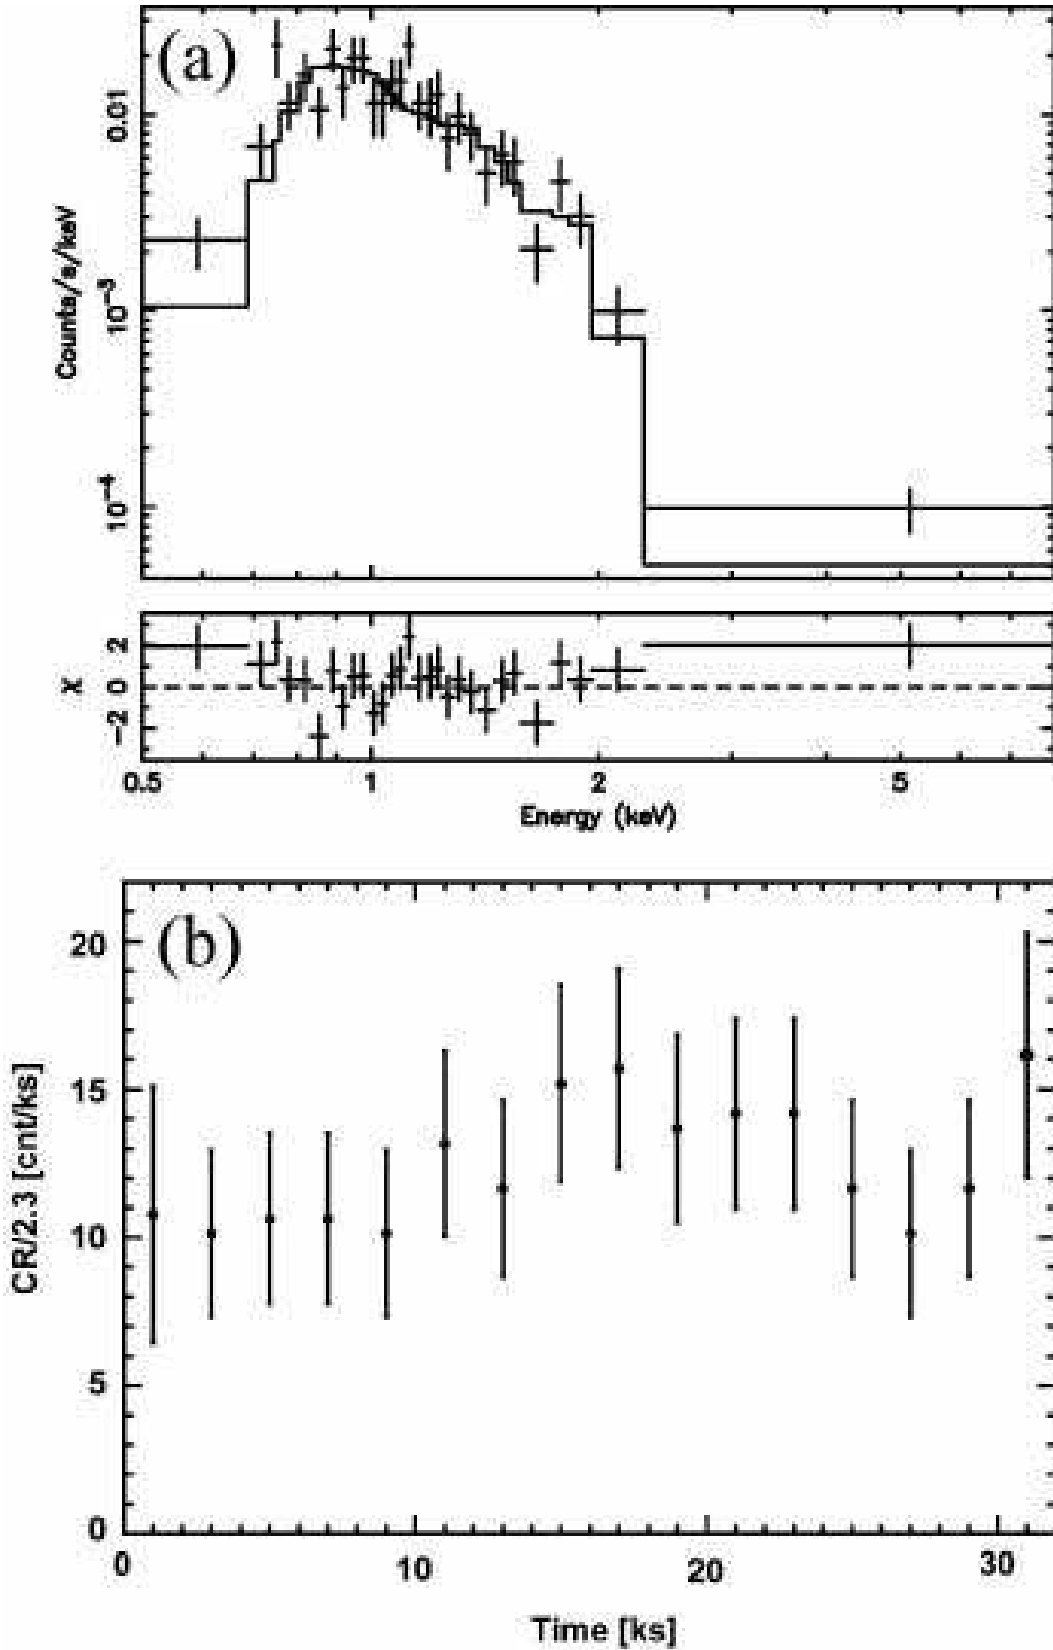 (a)
0.01
10⁻³
10⁻⁴
Counts/s/keV
2
0
−2
χ
0.5 1 2 5
Energy (keV)
(b)
20
15
10
5
0
CR/2.3 [cnt/ks]
0 10 20 30
Time [ks]